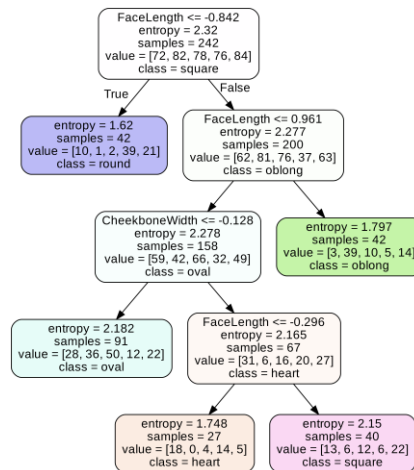 FaceLength <= -0.842
entropy = 2.32
samples = 242
value = [72, 82, 78, 76, 84]
class = square
True
False
entropy = 1.62
samples = 42
value = [10, 1, 2, 39, 21]
class = round
FaceLength <= 0.961
entropy = 2.277
samples = 200
value = [62, 81, 76, 37, 63]
class = oblong
CheekboneWidth <= -0.128
entropy = 2.278
samples = 158
value = [59, 42, 66, 32, 49]
class = oval
entropy = 1.797
samples = 42
value = [3, 39, 10, 5, 14]
class = oblong
entropy = 2.182
samples = 91
value = [28, 36, 50, 12, 22]
class = oval
FaceLength <= -0.296
entropy = 2.165
samples = 67
value = [31, 6, 16, 20, 27]
class = heart
entropy = 1.748
samples = 27
value = [18, 0, 4, 14, 5]
class = heart
entropy = 2.15
samples = 40
value = [13, 6, 12, 6, 22]
class = square